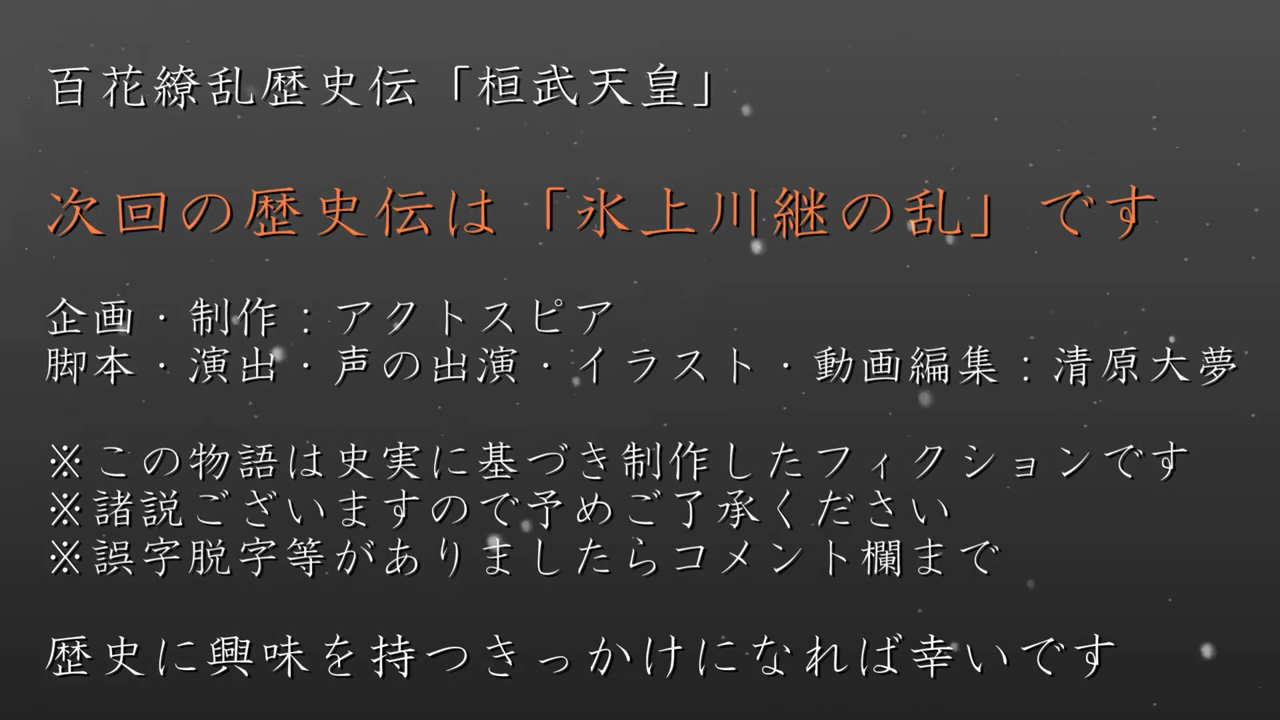 百花繚乱歴史伝「桓武天皇」
次回の歴史伝は「氷上川継の乱」です
企画・制作：アクトスピア
脚本・演出・声の出演・イラスト・動画編集：清原大夢
※この物語は史実に基づき制作したフィクションです
※諸説ございますので予めご了承ください
※誤字脱字等がありましたらコメント欄まで
歴史に興味を持つきっかけになれば幸いです